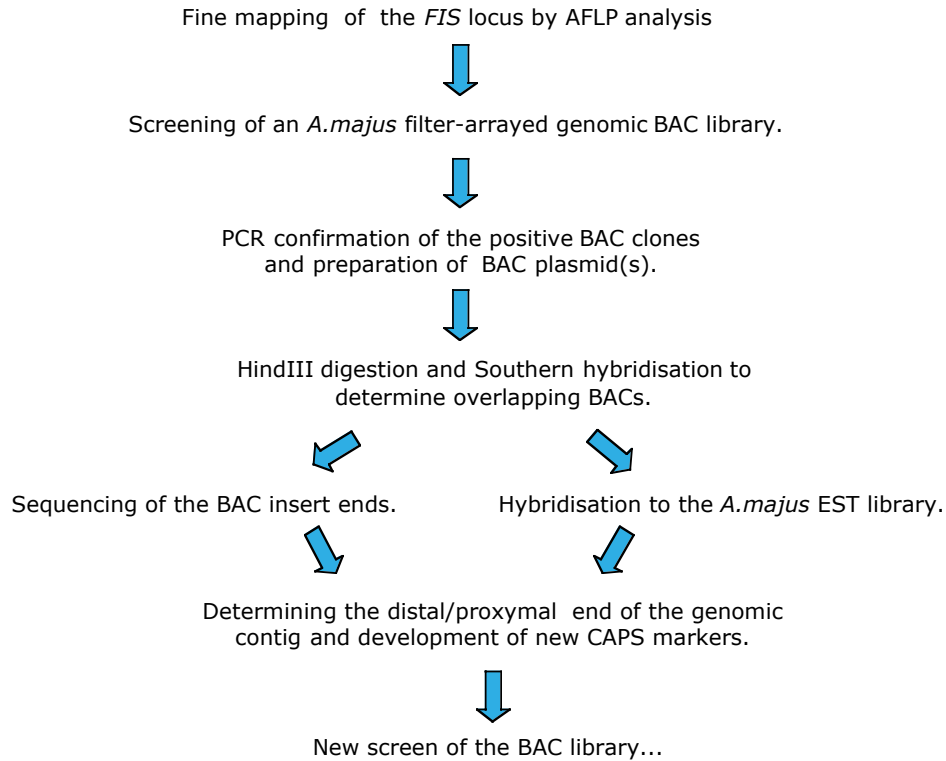 Fine mapping of the FIS locus by AFLP analysis
Screening of an A.majus filter-arrayed genomic BAC library.
PCR confirmation of the positive BAC clones
and preparation of BAC plasmid(s).
HindIII digestion and Southern hybridisation to
determine overlapping BACs.
Sequencing of the BAC insert ends.
Hybridisation to the A.majus EST library.
Determining the distal/proxymal end of the genomic
contig and development of new CAPS markers.
New screen of the BAC library...